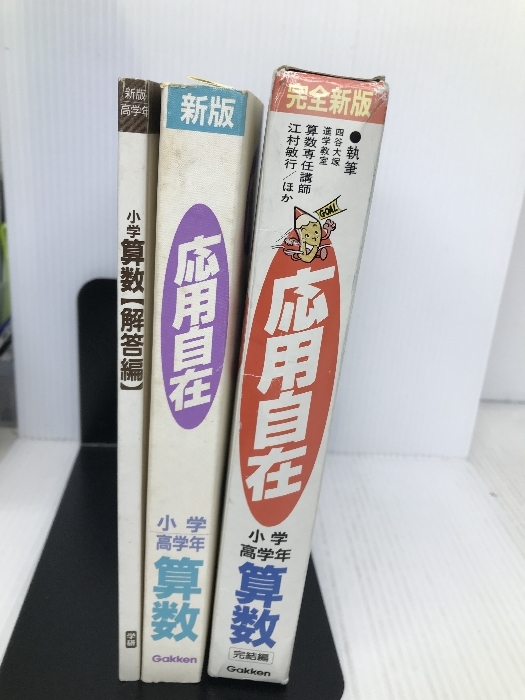 新版
高学年
小学
算数【解答編】
学研
新版
応用自在
小学
高学年
算数
Gakken
完全新版
●執筆
四谷大塚
進学教室
算数専任講師
江村敏行/ほか
GOAL
応用自在
小学
高学年
算数
完結編
Gakken